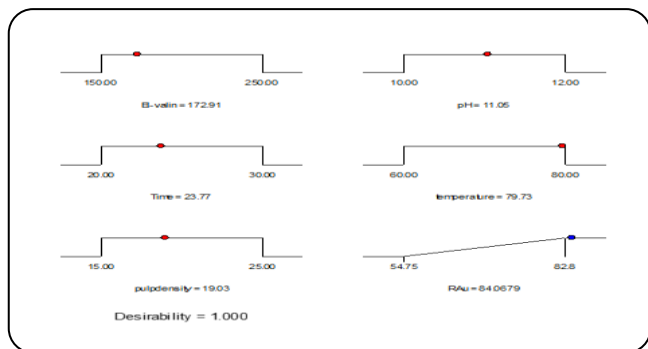 150.00 250.00 10.00 12.00
El-valin = 172.91 pH = 11.05
20.00 30.00 60.00 80.00
Time = 23.77 temperature = 79.73
15.00 25.00 54.75 82.8
pulpdensity = 19.03 RAu = 84.0679
Desirability = 1.000